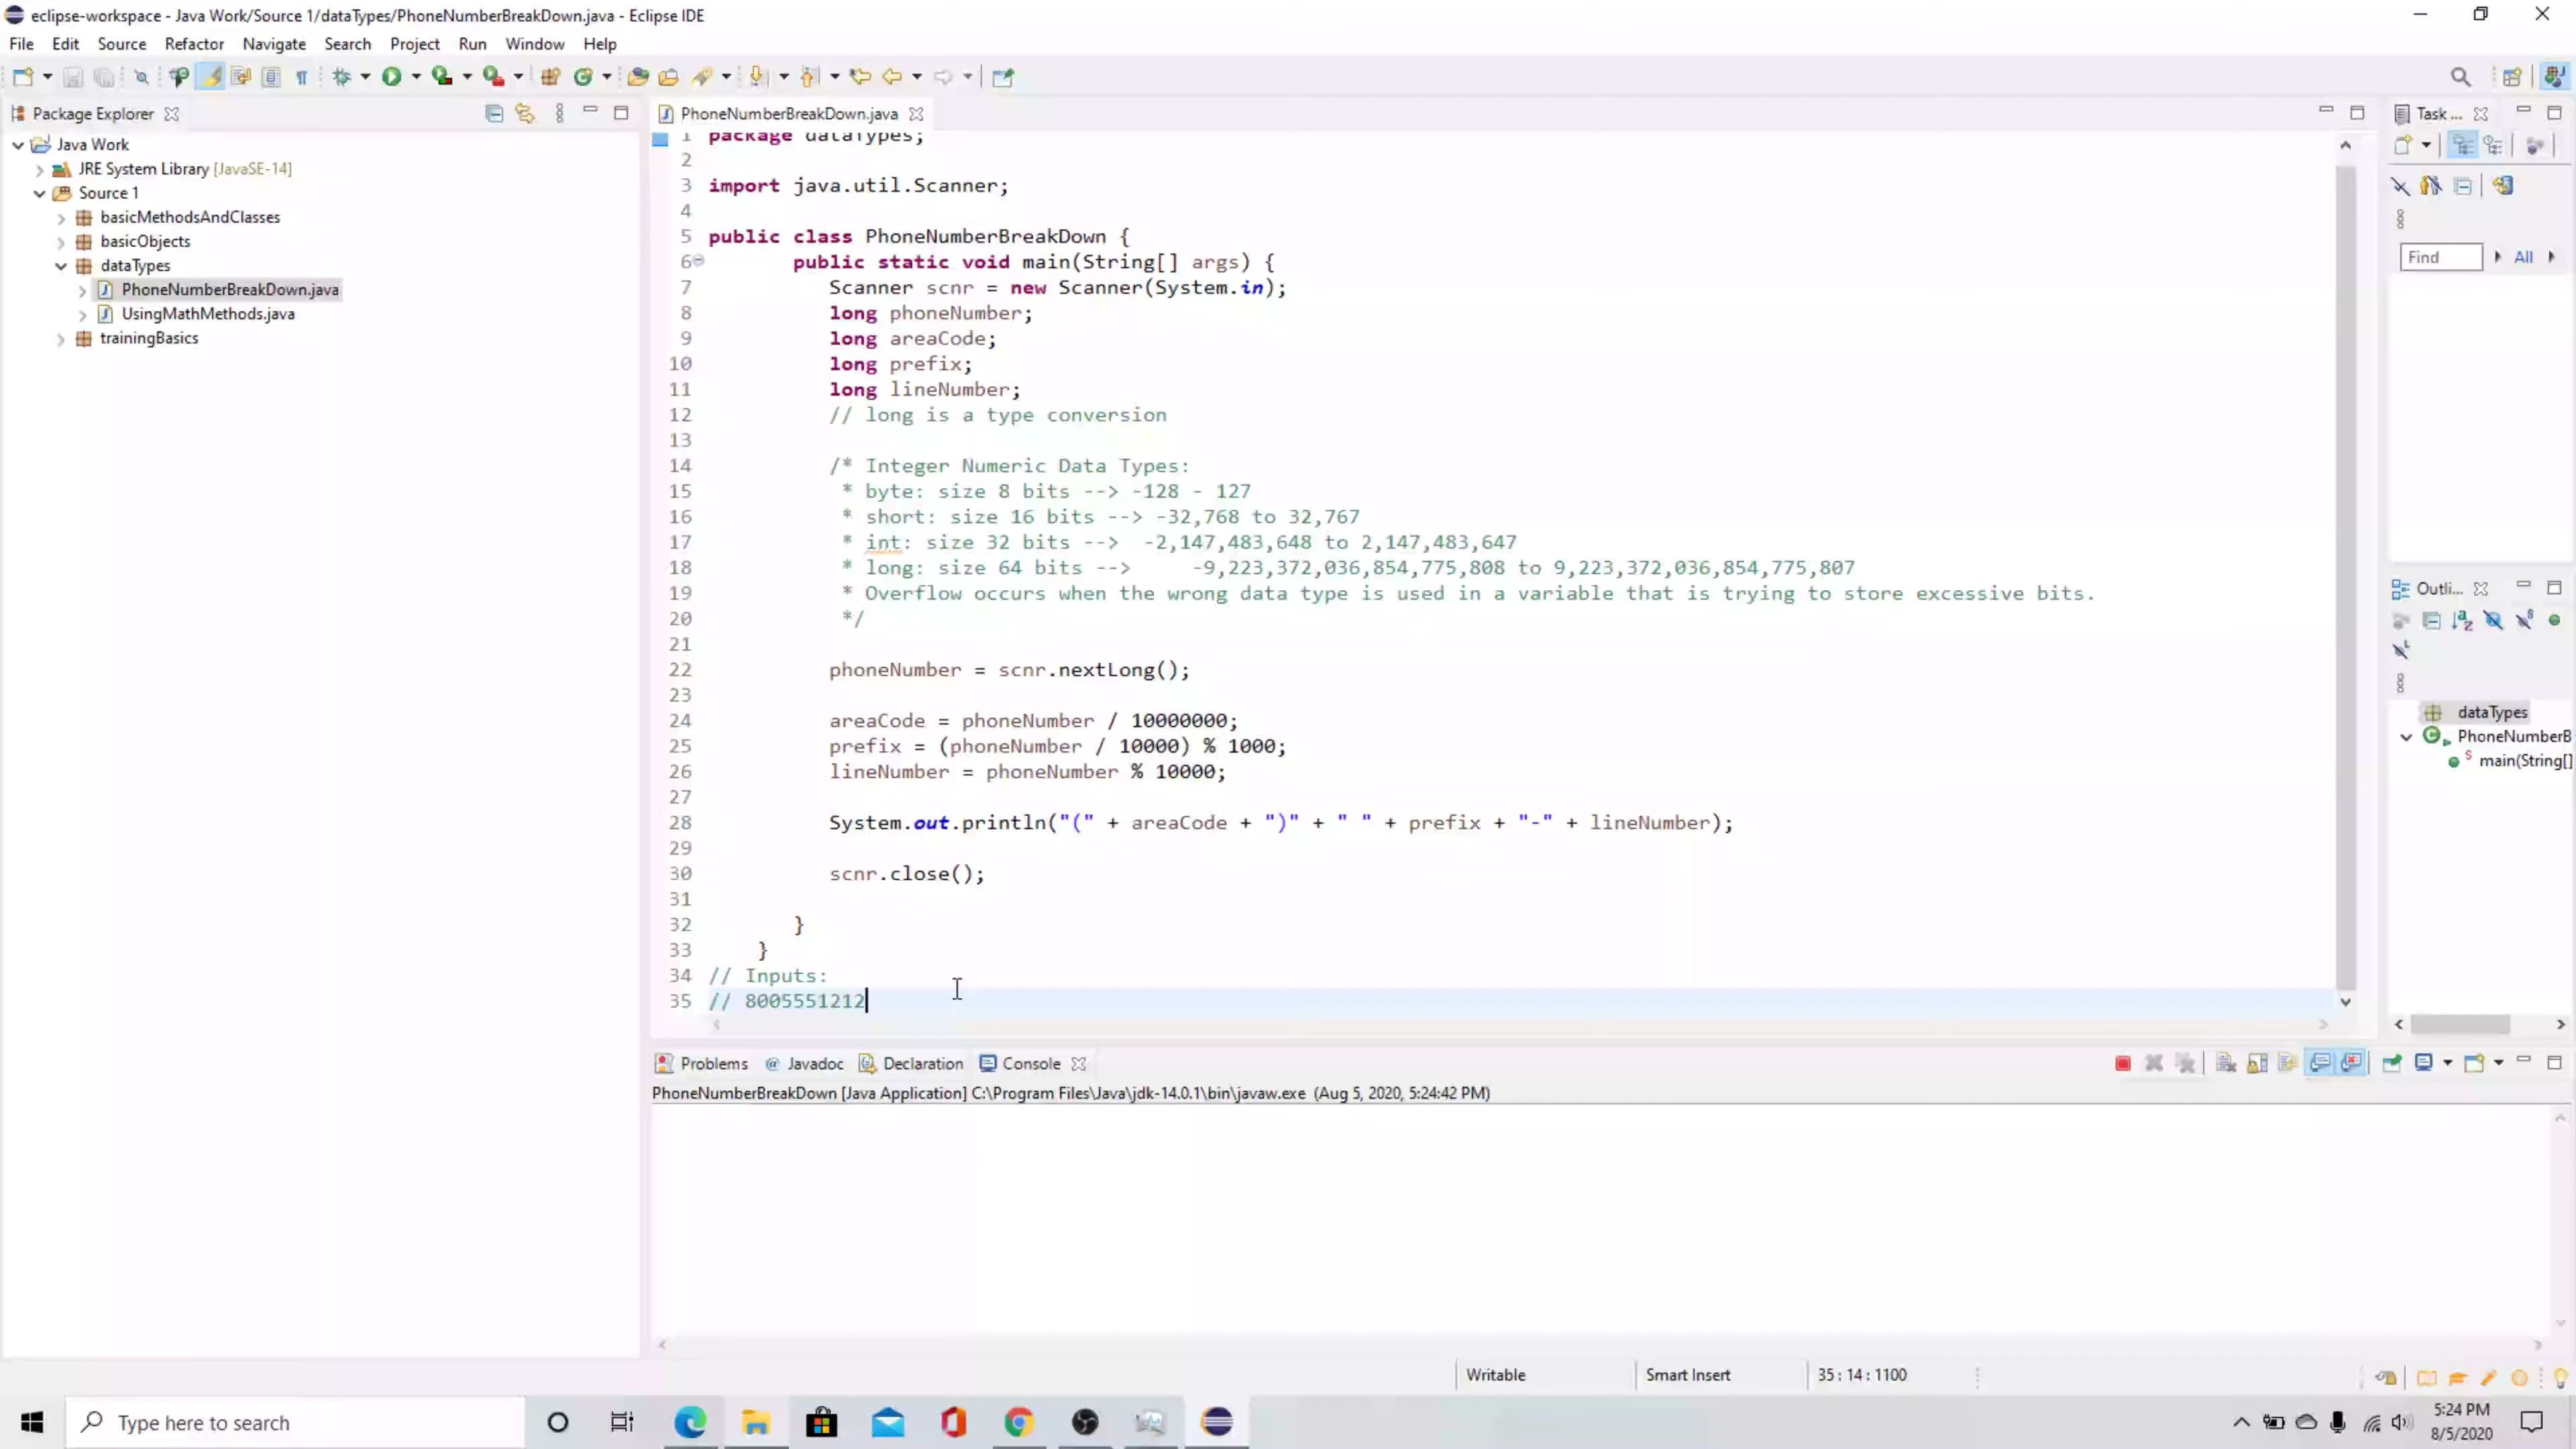 eclipse-workspace - Java Work/Source 1/dataTypes/PhoneNumberBreakDown.java - Eclipse IDE
File Edit Source Refactor Navigate Search Project Run Window Help
Package Explorer
Java Work
JRE System Library [JavaSE-14]
Source 1
basicMethodsAndClasses
basicObjects
dataTypes
PhoneNumberBreakDown.java
UsingMathMethods.java
trainingBasics
PhoneNumberBreakDown.java
1 package dataTypes;
2
3 import java.util.Scanner;
4
5 public class PhoneNumberBreakDown {
6 public static void main(String[] args) {
7 Scanner scnr = new Scanner(System.in);
8 long phoneNumber;
9 long areaCode;
10 long prefix;
11 long lineNumber;
12 // long is a type conversion
13
14 /* Integer Numeric Data Types:
15 * byte: size 8 bits --> -128 - 127
16 * short: size 16 bits --> -32,768 to 32,767
17 * int: size 32 bits --> -2,147,483,648 to 2,147,483,647
18 * long: size 64 bits --> -9,223,372,036,854,775,808 to 9,223,372,036,854,775,807
19 * Overflow occurs when the wrong data type is used in a variable that is trying to store excessive bits.
20 */
21
22 phoneNumber = scnr.nextLong();
23
24 areaCode = phoneNumber / 10000000;
25 prefix = (phoneNumber / 10000) % 1000;
26 lineNumber = phoneNumber % 10000;
27
28 System.out.println("(" + areaCode + ")" + " " + prefix + "-" + lineNumber);
29
30 scnr.close();
31
32 }
33 }
34 // Inputs:
35 // 8005551212
Task ...
Find All
Outli...
dataTypes
PhoneNumberB
main(String[]
Problems @ Javadoc Declaration Console
PhoneNumberBreakDown [Java Application] C:\Program Files\Java\jdk-14.0.1\bin\javaw.exe (Aug 5, 2020, 5:24:42 PM)
Writable Smart Insert 35 : 14 : 1100
Type here to search
5:24 PM
8/5/2020